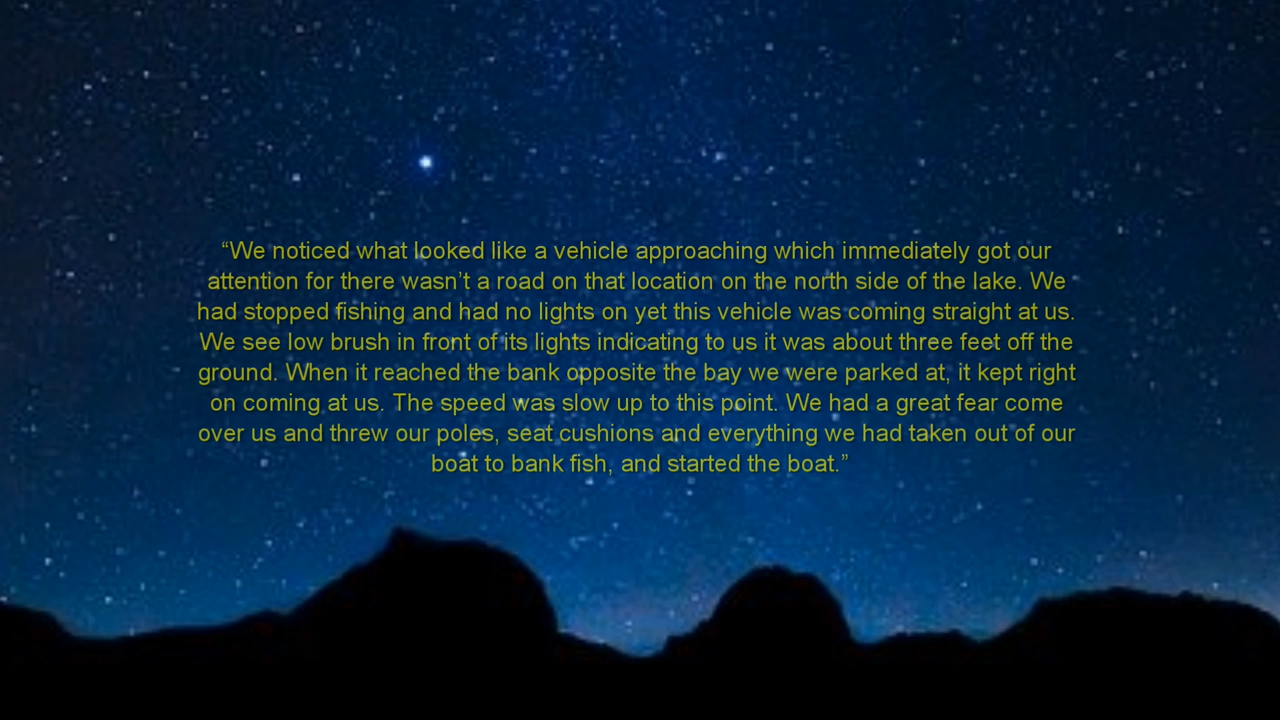 “We noticed what looked like a vehicle approaching which immediately got our
attention for there wasn’t a road on that location on the north side of the lake. We
had stopped fishing and had no lights on yet this vehicle was coming straight at us.
We see low brush in front of its lights indicating to us it was about three feet off the
ground. When it reached the bank opposite the bay we were parked at, it kept right
on coming at us. The speed was slow up to this point. We had a great fear come
over us and threw our poles, seat cushions and everything we had taken out of our
boat to bank fish, and started the boat.”